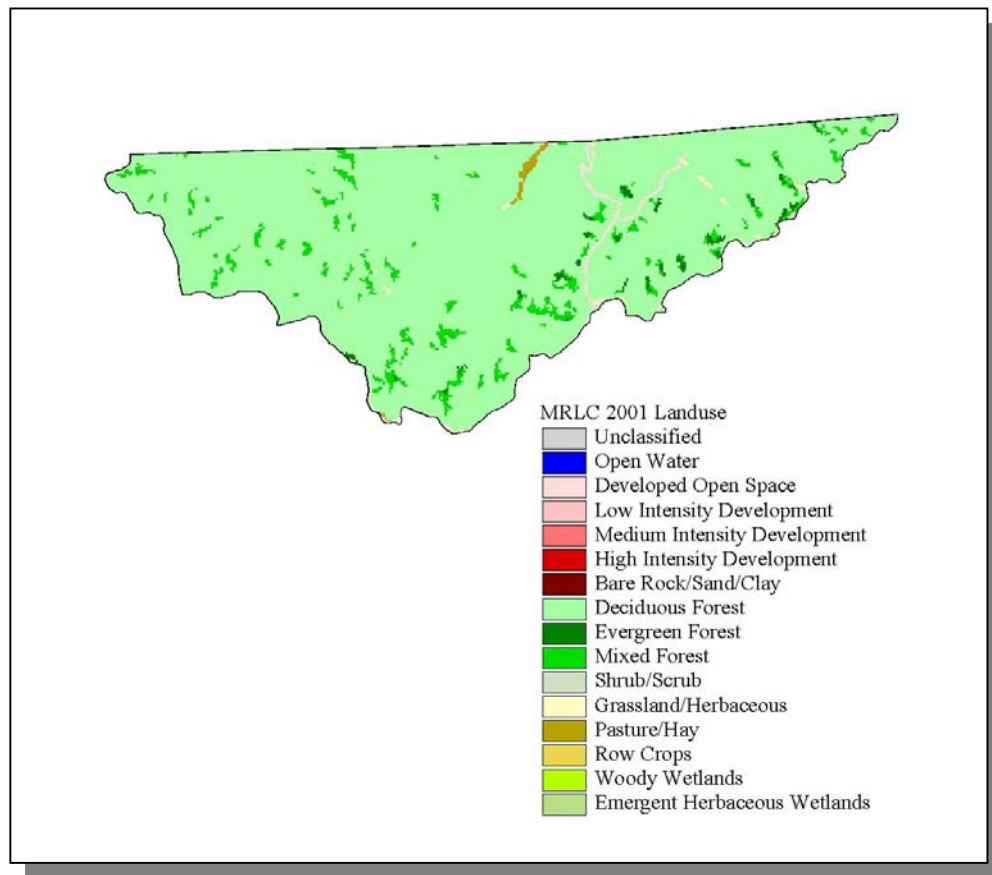 MRLC 2001 Landuse
Unclassified
Open Water
Developed Open Space
Low Intensity Development
Medium Intensity Development
High Intensity Development
Bare Rock/Sand/Clay
Deciduous Forest
Evergreen Forest
Mixed Forest
Shrub/Scrub
Grassland/Herbaceous
Pasture/Hay
Row Crops
Woody Wetlands
Emergent Herbaceous Wetlands